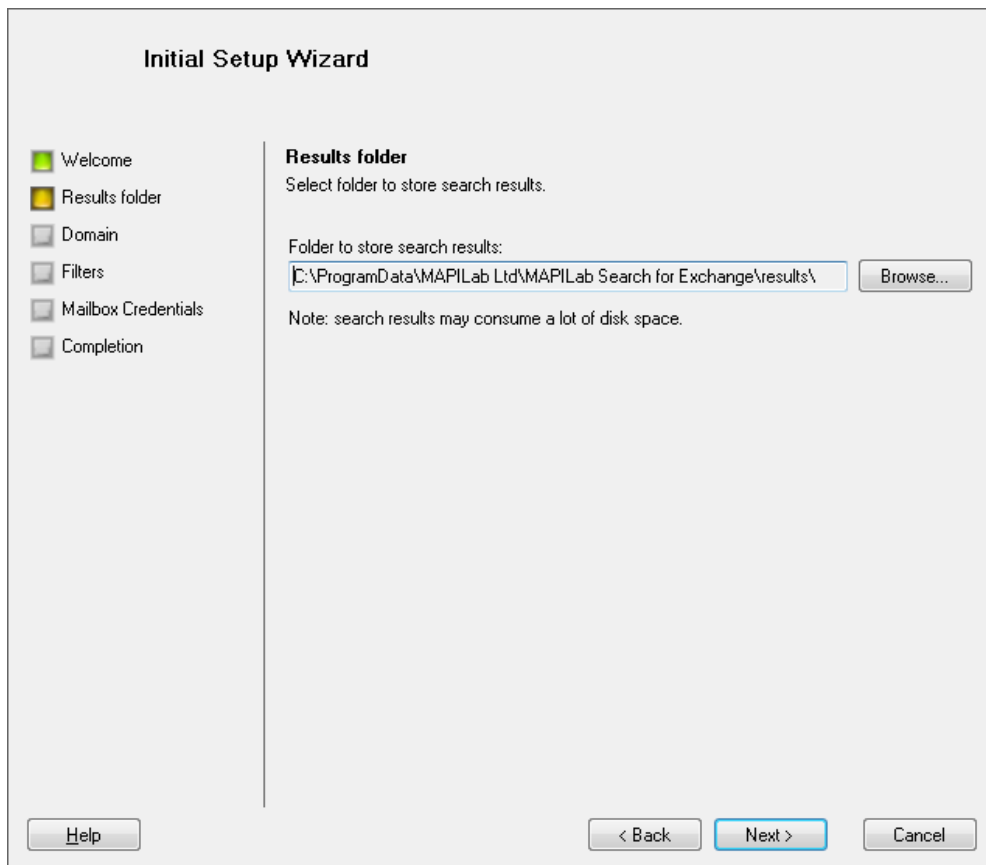 Initial Setup Wizard
Welcome
Results folder
Domain
Filters
Mailbox Credentials
Completion
Results folder
Select folder to store search results.
Folder to store search results:
C:\ProgramData\MAPILab Ltd\MAPILab Search for Exchange\results\
Browse...
Note: search results may consume a lot of disk space.
Help
< Back
Next >
Cancel